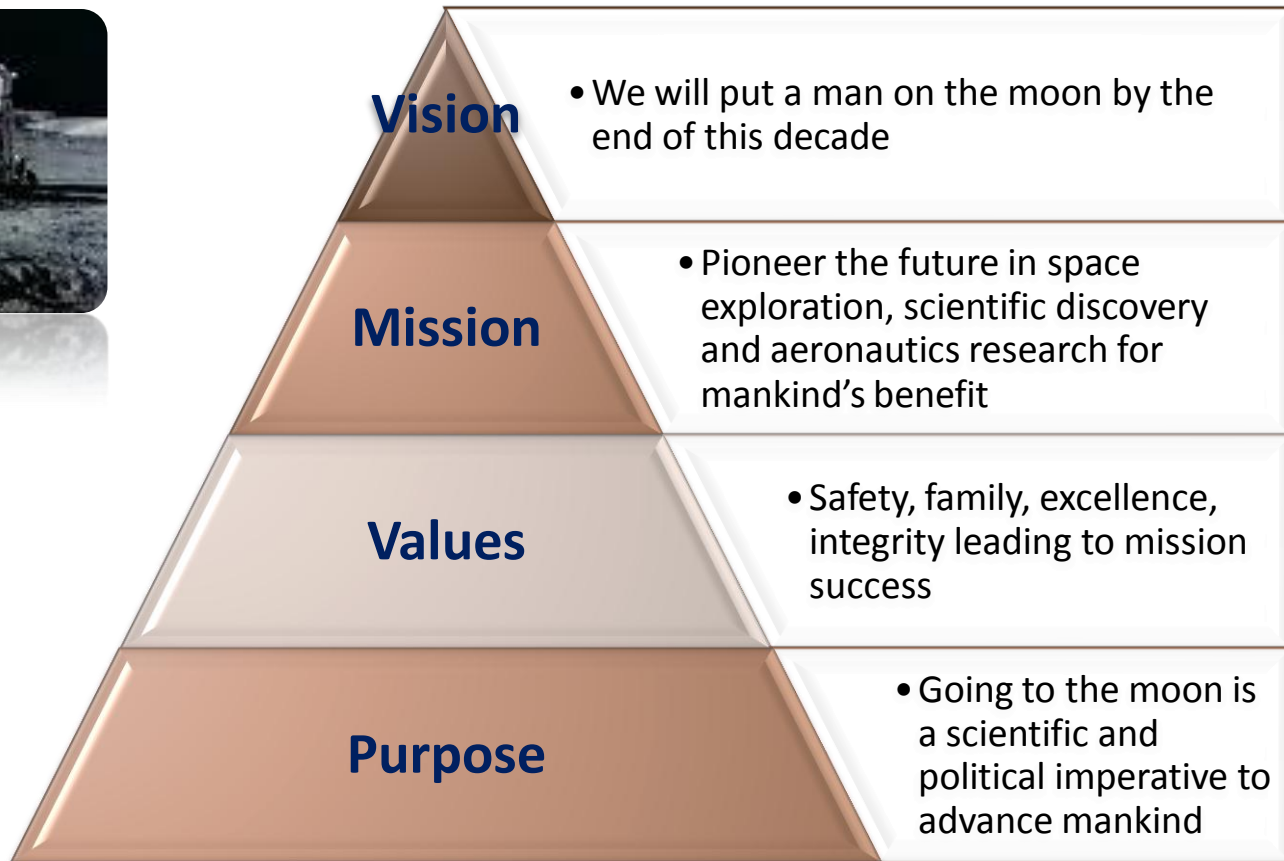 Vision
• We will put a man on the moon by the
end of this decade
Mission
• Pioneer the future in space
exploration, scientific discovery
and aeronautics research for
mankind’s benefit
Values
• Safety, family, excellence,
integrity leading to mission
success
Purpose
• Going to the moon is
a scientific and
political imperative to
advance mankind